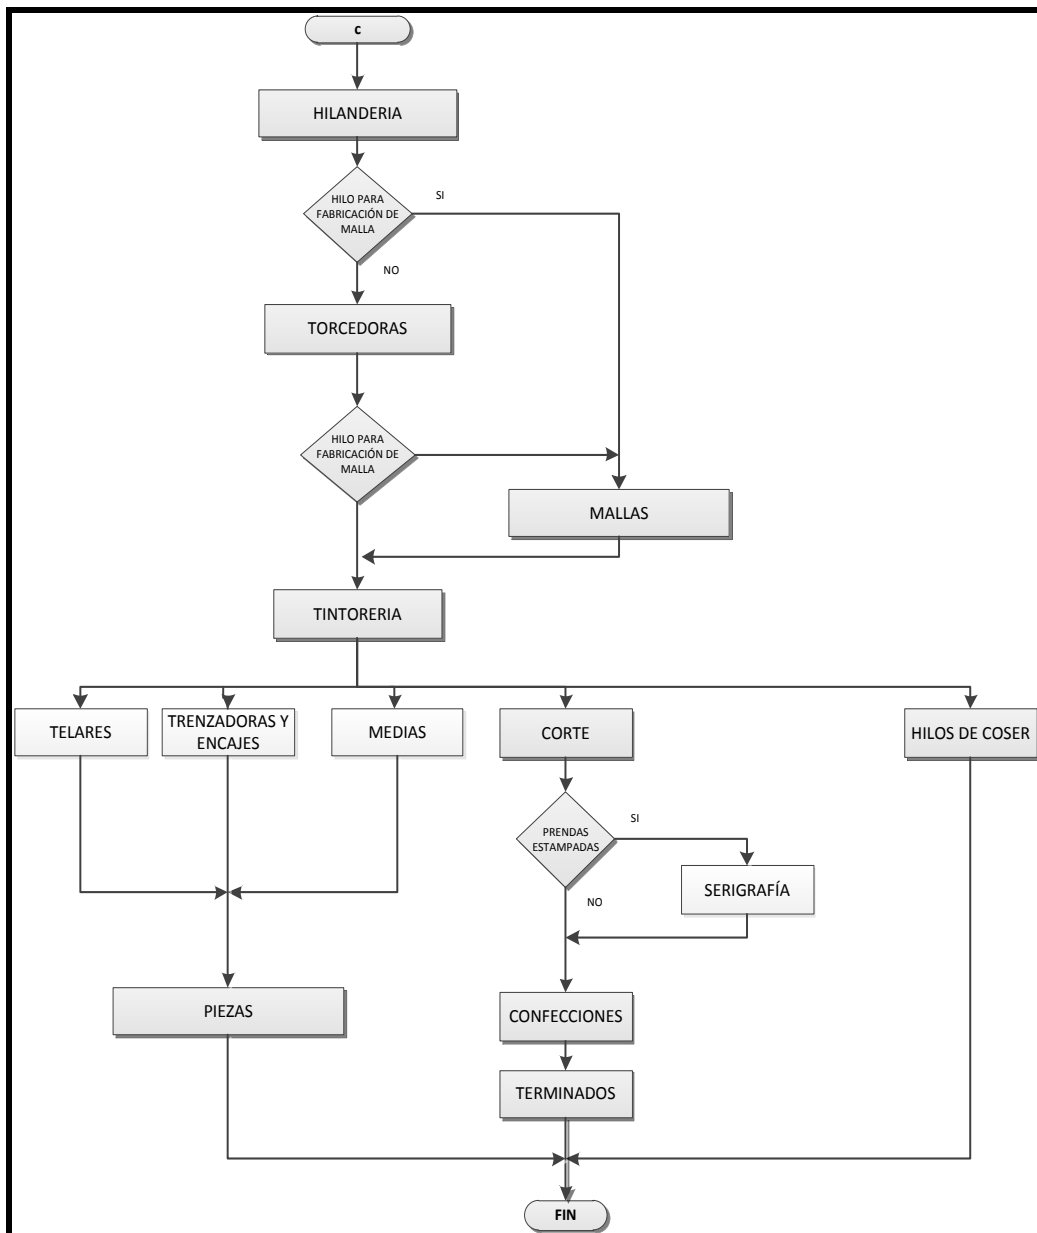 c
HILANDERIA
HILO PARA
FABRICACIÓN DE
MALLA
SI
NO
TORCEDORAS
HILO PARA
FABRICACIÓN DE
MALLA
MALLAS
TINTORERIA
TELARES
TRENZADORAS Y
ENCAJES
MEDIAS
CORTE
HILOS DE COSER
PRENDAS
ESTAMPADAS
SI
SERIGRAFÍA
NO
PIEZAS
CONFECCIONES
TERMINADOS
FIN